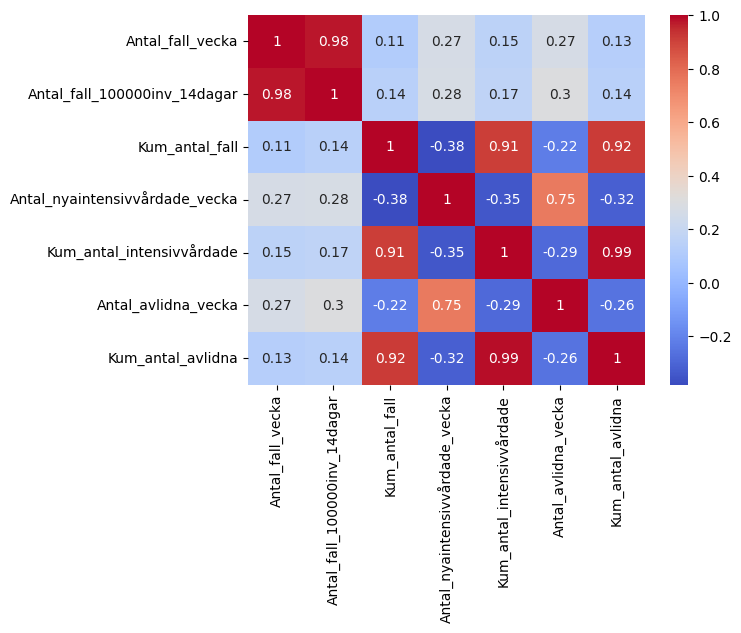 Antal_fall_vecka 1 0.98 0.11 0.27 0.15 0.27 0.13
Antal_fall_100000inv_14dagar 0.98 1 0.14 0.28 0.17 0.3 0.14
Kum_antal_fall 0.11 0.14 1 -0.38 0.91 -0.22 0.92
Antal_nyaintensivvårdade_vecka 0.27 0.28 -0.38 1 -0.35 0.75 -0.32
Kum_antal_intensivvårdade 0.15 0.17 0.91 -0.35 1 -0.29 0.99
Antal_avlidna_vecka 0.27 0.3 -0.22 0.75 -0.29 1 -0.26
Kum_antal_avlidna 0.13 0.14 0.92 -0.32 0.99 -0.26 1
Antal_fall_vecka
Antal_fall_100000inv_14dagar
Kum_antal_fall
Antal_nyaintensivvårdade_vecka
Kum_antal_intensivvårdade
Antal_avlidna_vecka
Kum_antal_avlidna
1.0
0.8
0.6
0.4
0.2
0.0
−0.2